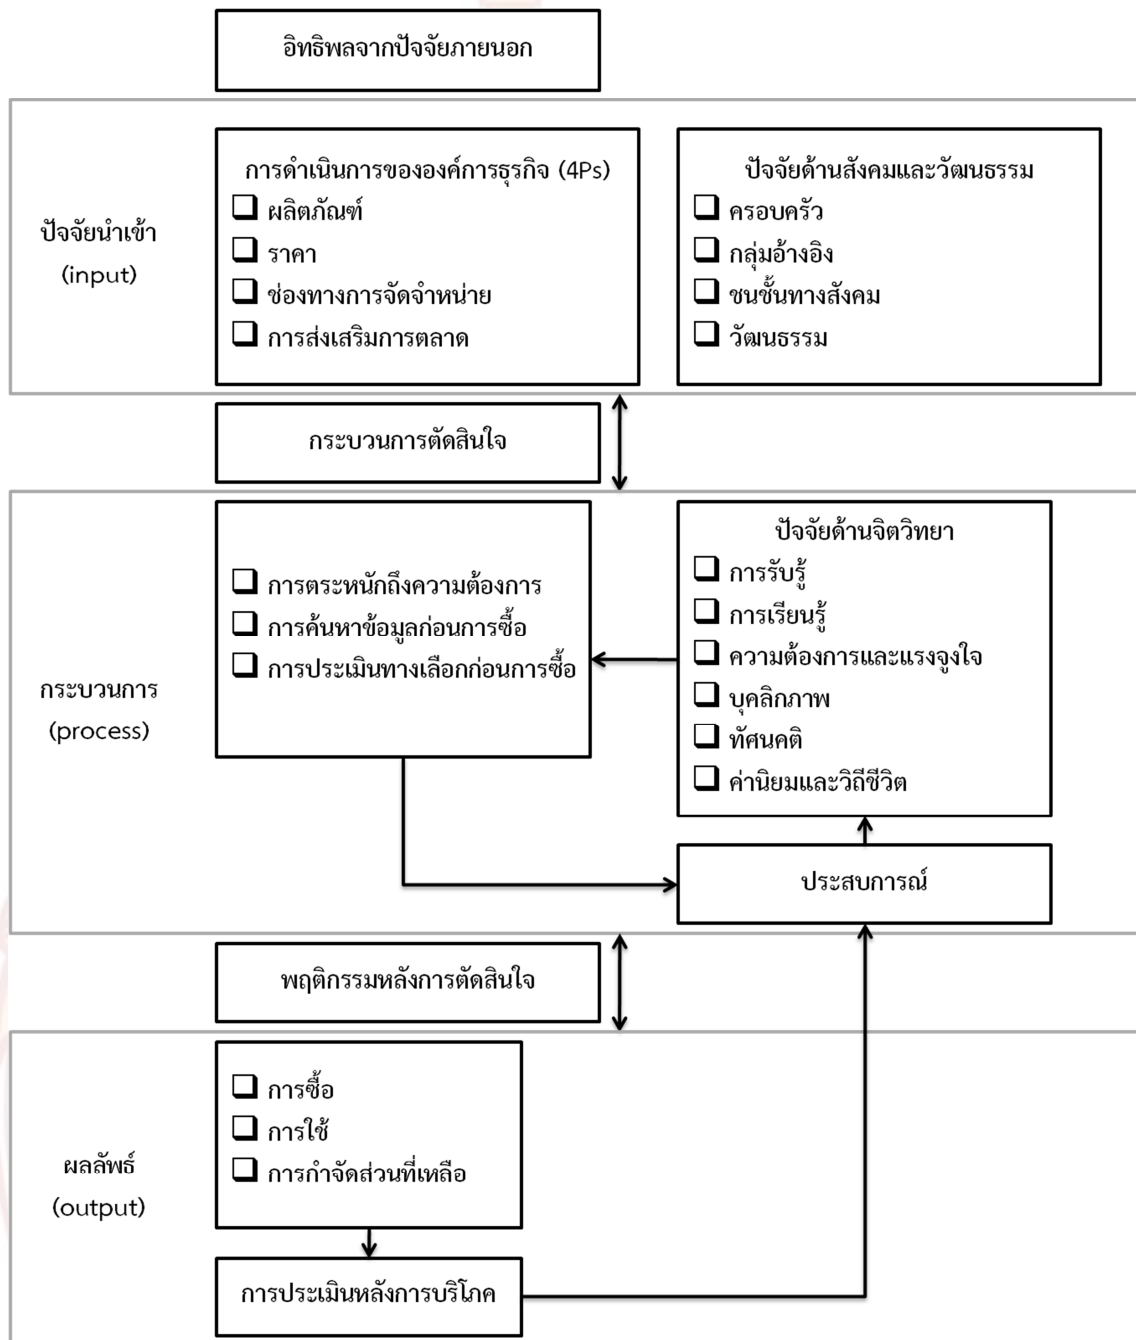 อิทธิพลจากปัจจัยภายนอก
ปัจจัยนำเข้า
(input)
การดำเนินการขององค์การธุรกิจ (4Ps)
ผลิตภัณฑ์
ราคา
ช่องทางการจัดจำหน่าย
การส่งเสริมการตลาด
ปัจจัยด้านสังคมและวัฒนธรรม
ครอบครัว
กลุ่มอ้างอิง
ชนชั้นทางสังคม
วัฒนธรรม
กระบวนการตัดสินใจ
กระบวนการ
(process)
การตระหนักถึงความต้องการ
การค้นหาข้อมูลก่อนการซื้อ
การประเมินทางเลือกก่อนการซื้อ
ปัจจัยด้านจิตวิทยา
การรับรู้
การเรียนรู้
ความต้องการและแรงจูงใจ
บุคลิกภาพ
ทัศนคติ
ค่านิยมและวิถีชีวิต
ประสบการณ์
พฤติกรรมหลังการตัดสินใจ
ผลลัพธ์
(output)
การซื้อ
การใช้
การกำจัดส่วนที่เหลือ
การประเมินหลังการบริโภค